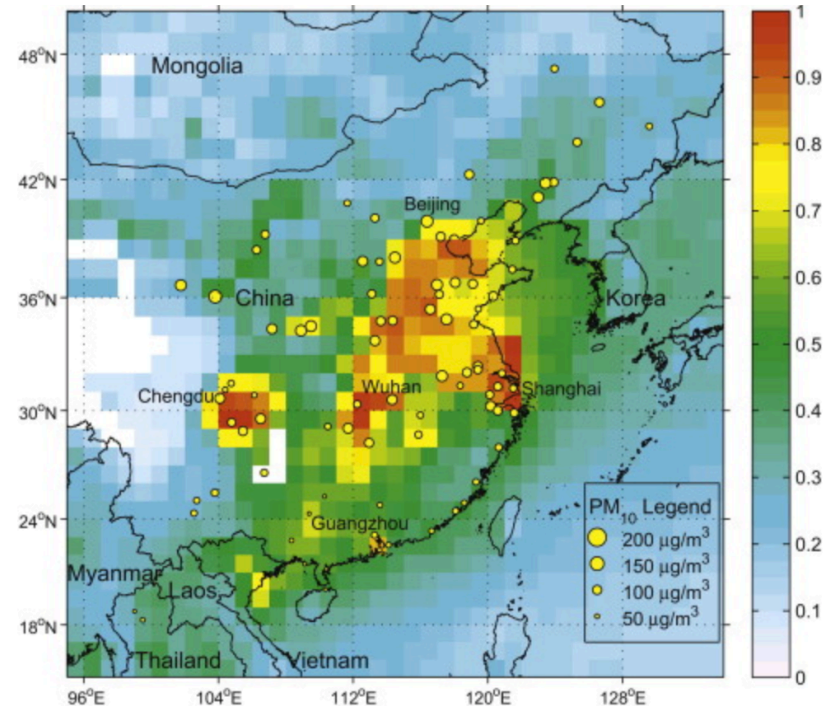 48°N
42°N
36°N
30°N
24°N
18°N
96°E
104°E
112°E
120°E
128°E
Mongolia
Beijing
China
Korea
Chengdu
Wuhan
Shanghai
Guangzhou
Myanmar
Laos
Thailand
Vietnam
PM10 Legend
200 µg/m³
150 µg/m³
100 µg/m³
50 µg/m³
1
0.9
0.8
0.7
0.6
0.5
0.4
0.3
0.2
0.1
0